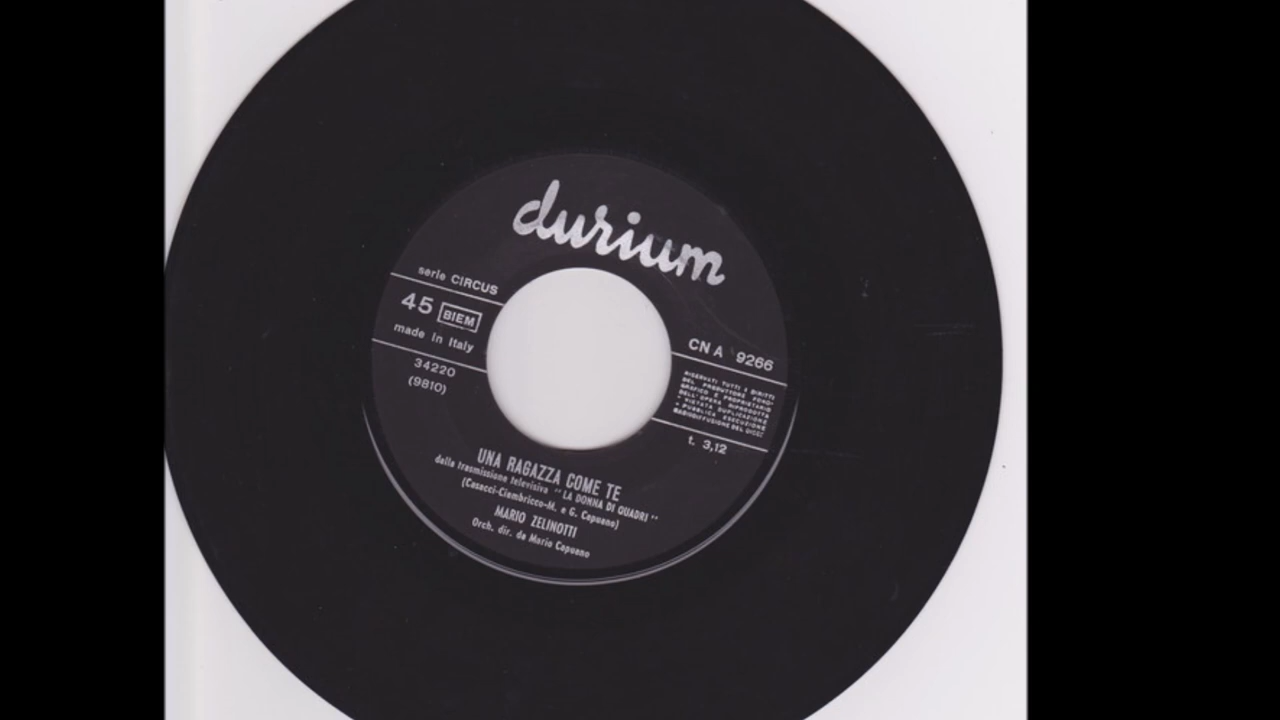 durium
serie CIRCUS
45 BIEM
made in Italy
34220
(9810)
CN A 9266
RISERVATI TUTTI I DIRITTI
DEL PRODUTTORE FONO-
GRAFICO E PROPRIETARIO
DELL'OPERA RIPRODOTTA
VIETATA DUPLICAZIONE
PUBBLICA ESECUZIONE
RADIODIFFUSIONE DEL DISCO
t. 3,12
UNA RAGAZZA COME TE
dalla trasmissione televisiva "LA DONNA DI QUADRI"
(Casacci-Ciambricco-M. e G. Capuano)
MARIO ZELINOTTI
Orch. dir. da Mario Capuano